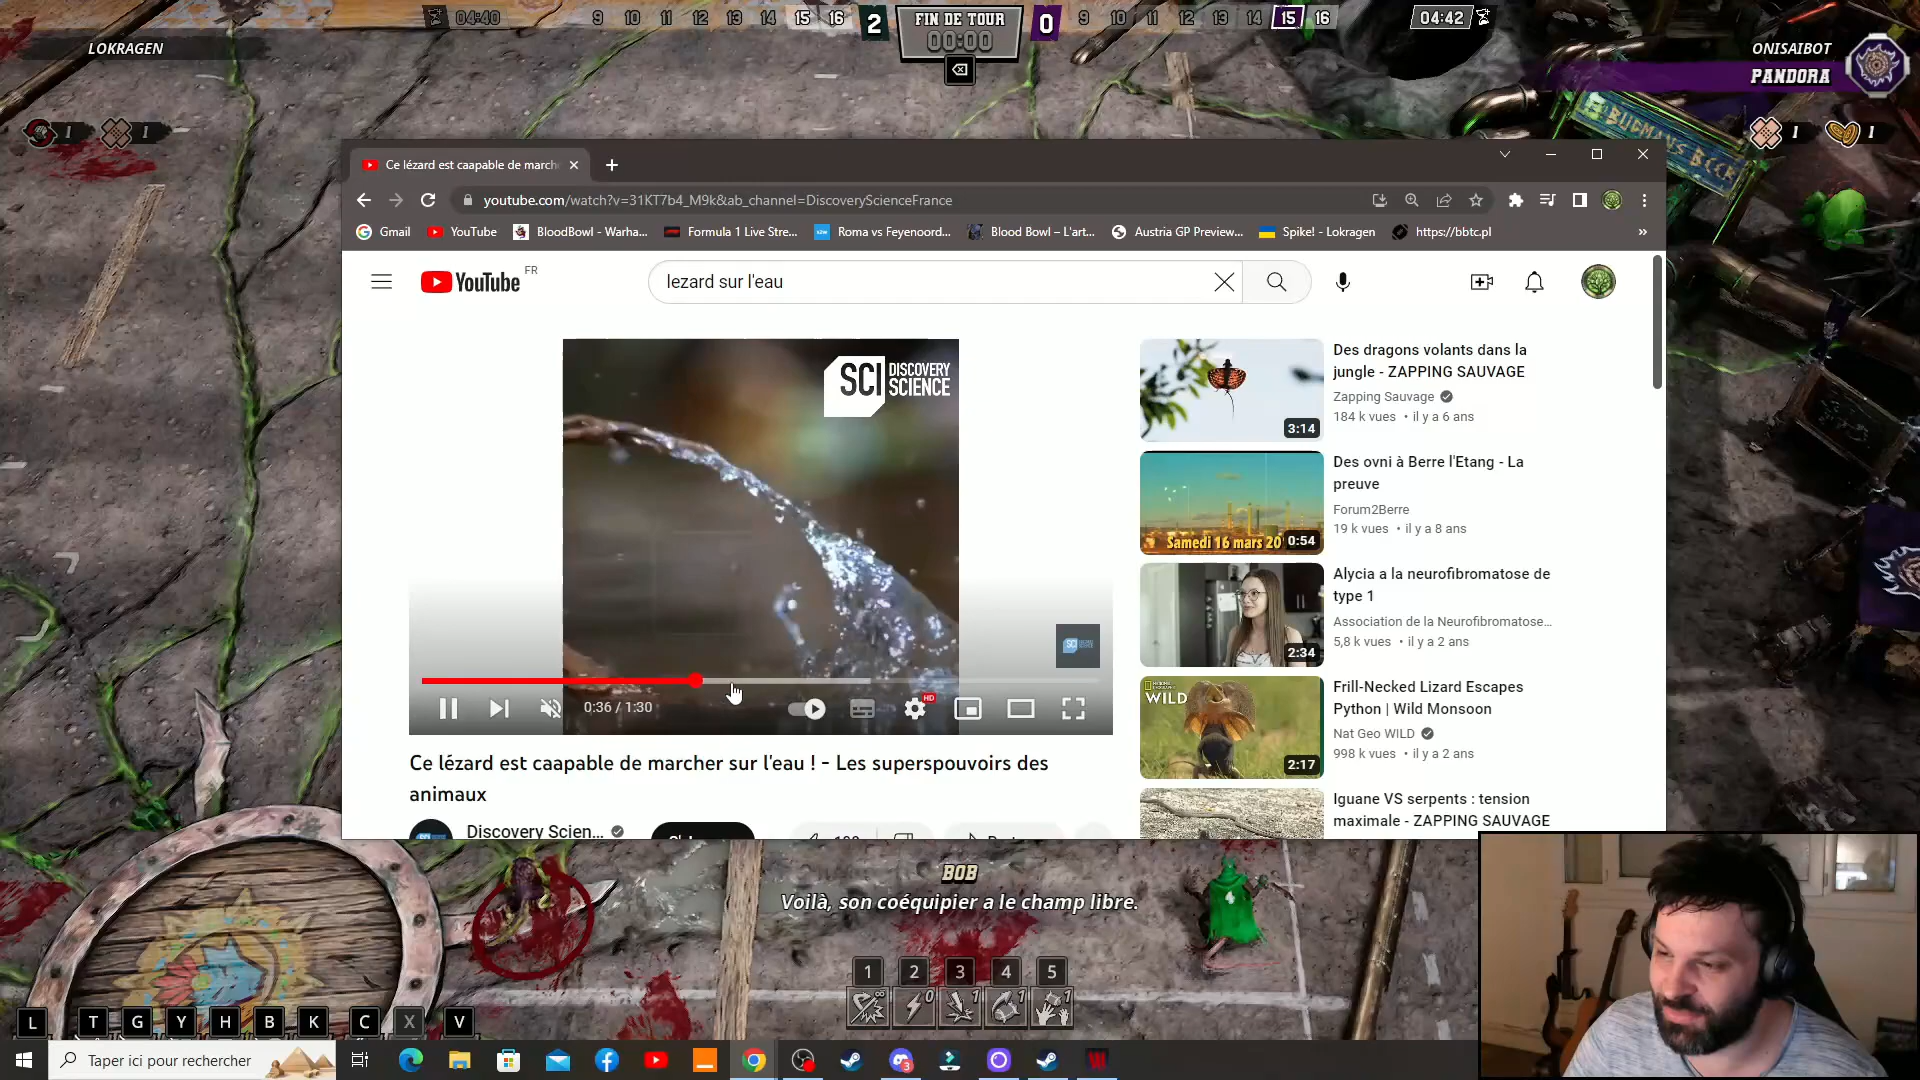 04:40 9 10 11 12 13 14 15 16 2 FIN DE TOUR 00:00 0 9 10 11 12 13 14 15 16 04:42
LOKRAGEN
ONISAIBOT
PANDORA
1 1
1 1
BUGMANS BEER
Ce lézard est caapable de march
youtube.com/watch?v=31KT7b4_M9k&ab_channel=DiscoveryScienceFrance
Gmail YouTube BloodBowl - Warha... Formula 1 Live Stre... Roma vs Feyenoord... Blood Bowl – L'art... Austria GP Preview... Spike! - Lokragen https://bbtc.pl »
YouTube FR
lezard sur l'eau
SCI DISCOVERY SCIENCE
SCI
HD
0:36 / 1:30
Ce lézard est caapable de marcher sur l'eau ! - Les superspouvoirs des
animaux
Discovery Scien...
Des dragons volants dans la
jungle - ZAPPING SAUVAGE
Zapping Sauvage
184 k vues • il y a 6 ans
3:14
Des ovni à Berre l'Etang - La
preuve
Forum2Berre
19 k vues • il y a 8 ans
Samedi 16 mars 20
0:54
Alycia a la neurofibromatose de
type 1
Association de la Neurofibromatose...
5,8 k vues • il y a 2 ans
2:34
WILD
Frill-Necked Lizard Escapes
Python | Wild Monsoon
Nat Geo WILD
998 k vues • il y a 2 ans
2:17
Iguane VS serpents : tension
maximale - ZAPPING SAUVAGE
BOB
Voilà, son coéquipier a le champ libre.
1 2 3 4 5
0 1 1 1
L T G Y H B K C X V
Taper ici pour rechercher
3